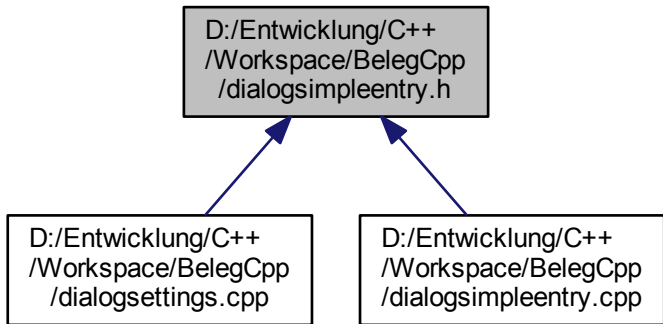 D:/Entwicklung/C++
/Workspace/BelegCpp
/dialogsimpleentry.h
D:/Entwicklung/C++
/Workspace/BelegCpp
/dialogsettings.cpp
D:/Entwicklung/C++
/Workspace/BelegCpp
/dialogsimpleentry.cpp